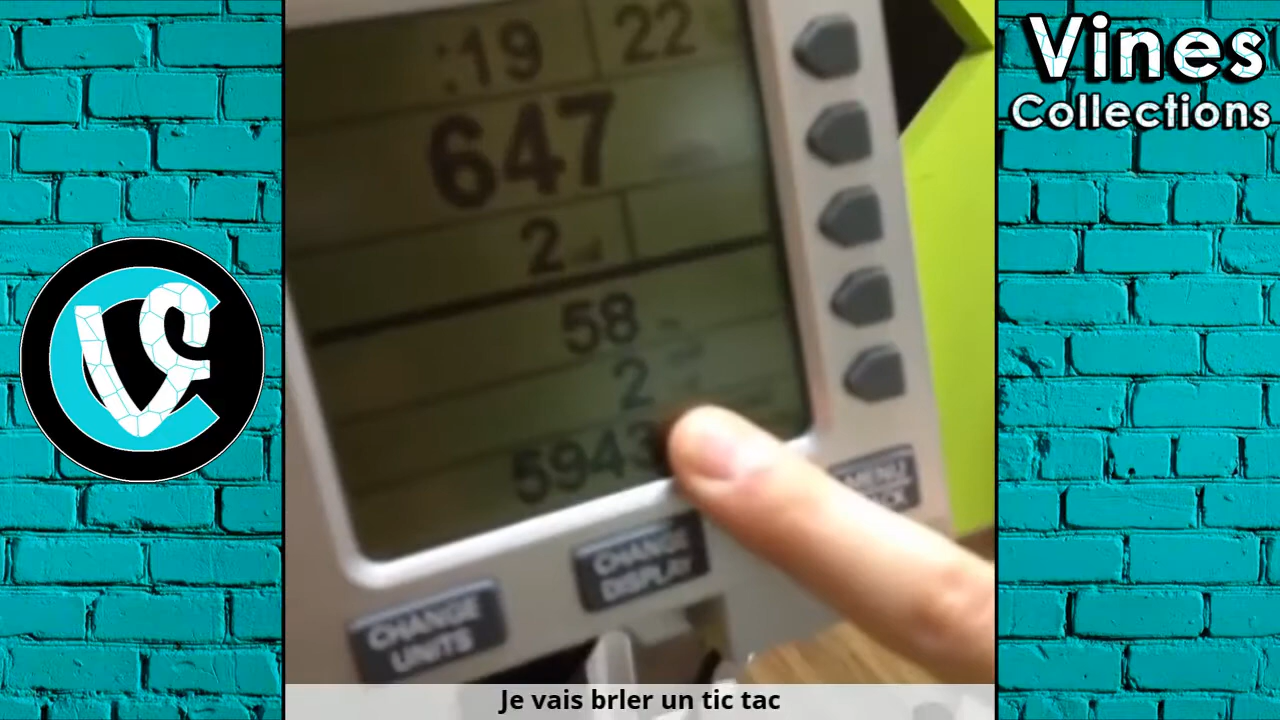 Vines
Collections
:19 22
647
2
58
2
5943
MENU
CHANGE
DISPLAY
CHANGE
UNITS
Je vais brler un tic tac